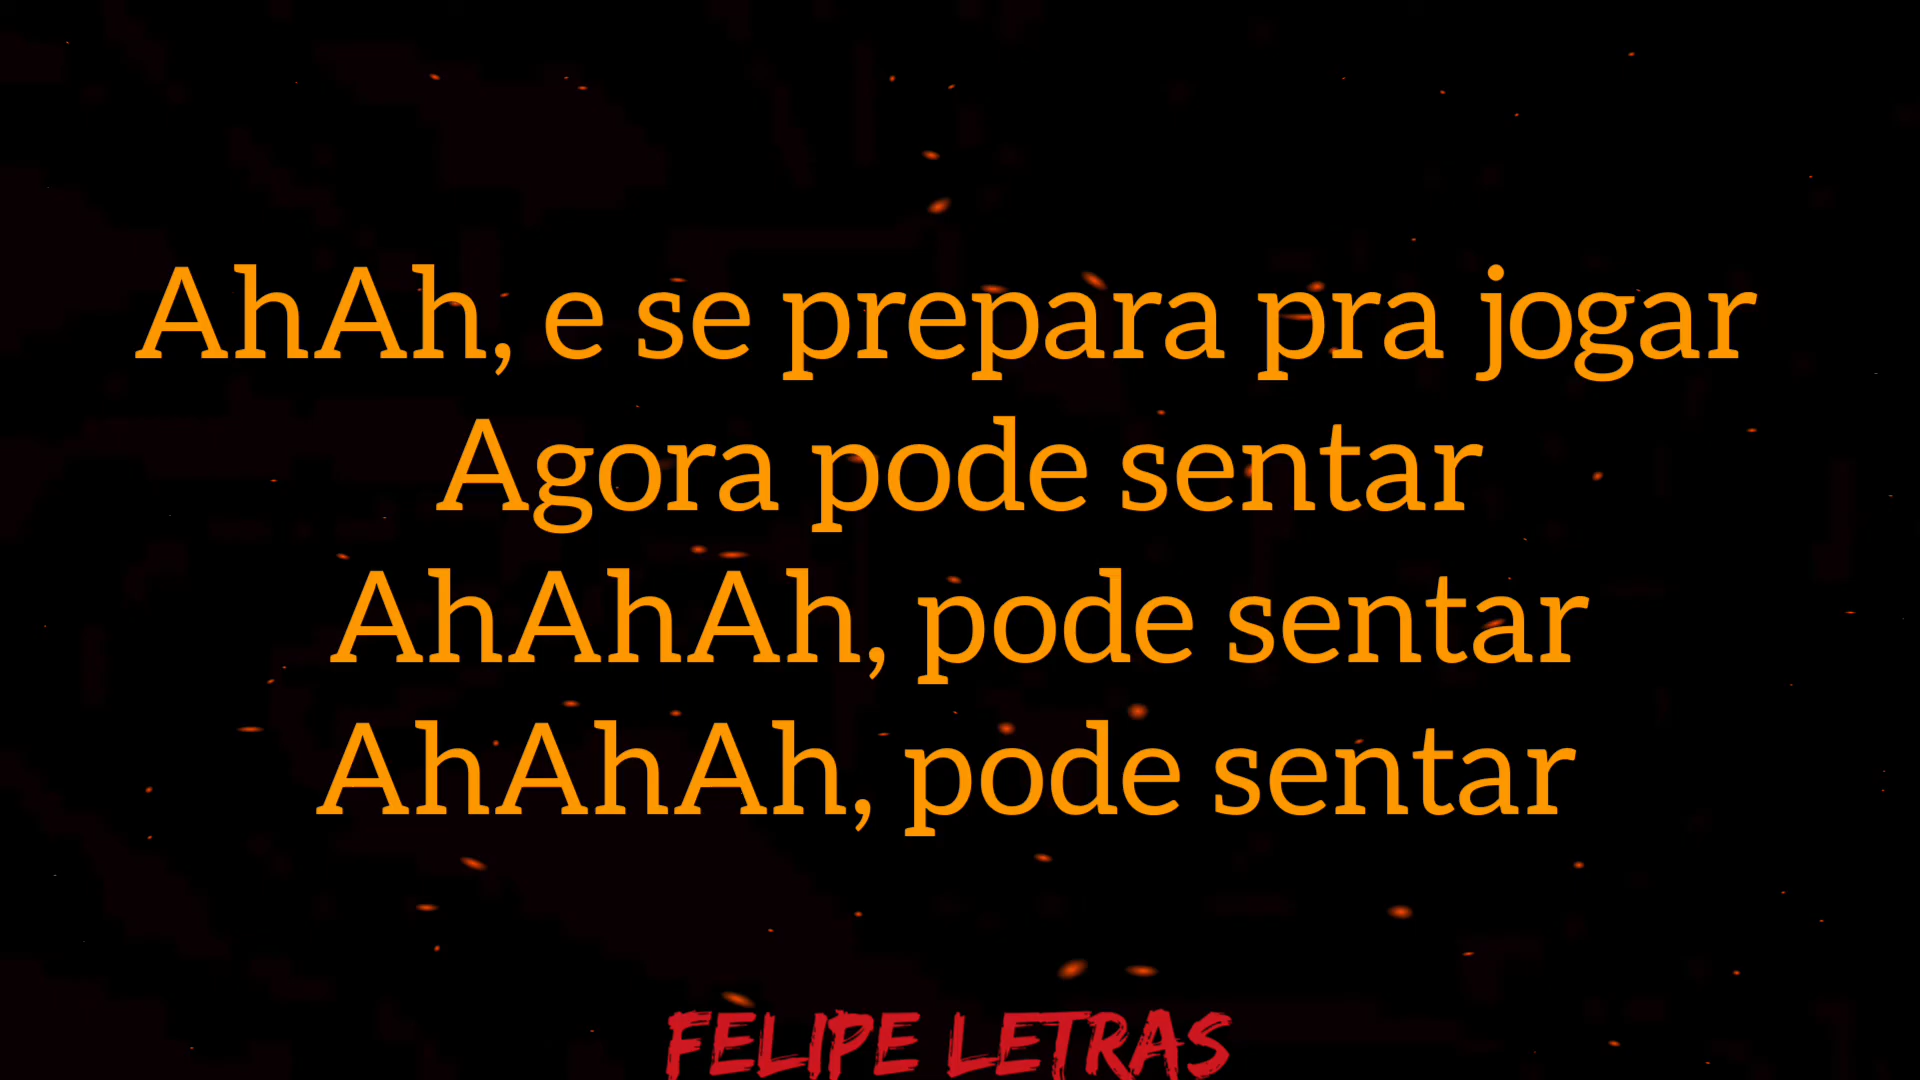 AhAh, e se prepara pra jogar
Agora pode sentar
AhAhAh, pode sentar
AhAhAh, pode sentar
FELIPE LETRAS